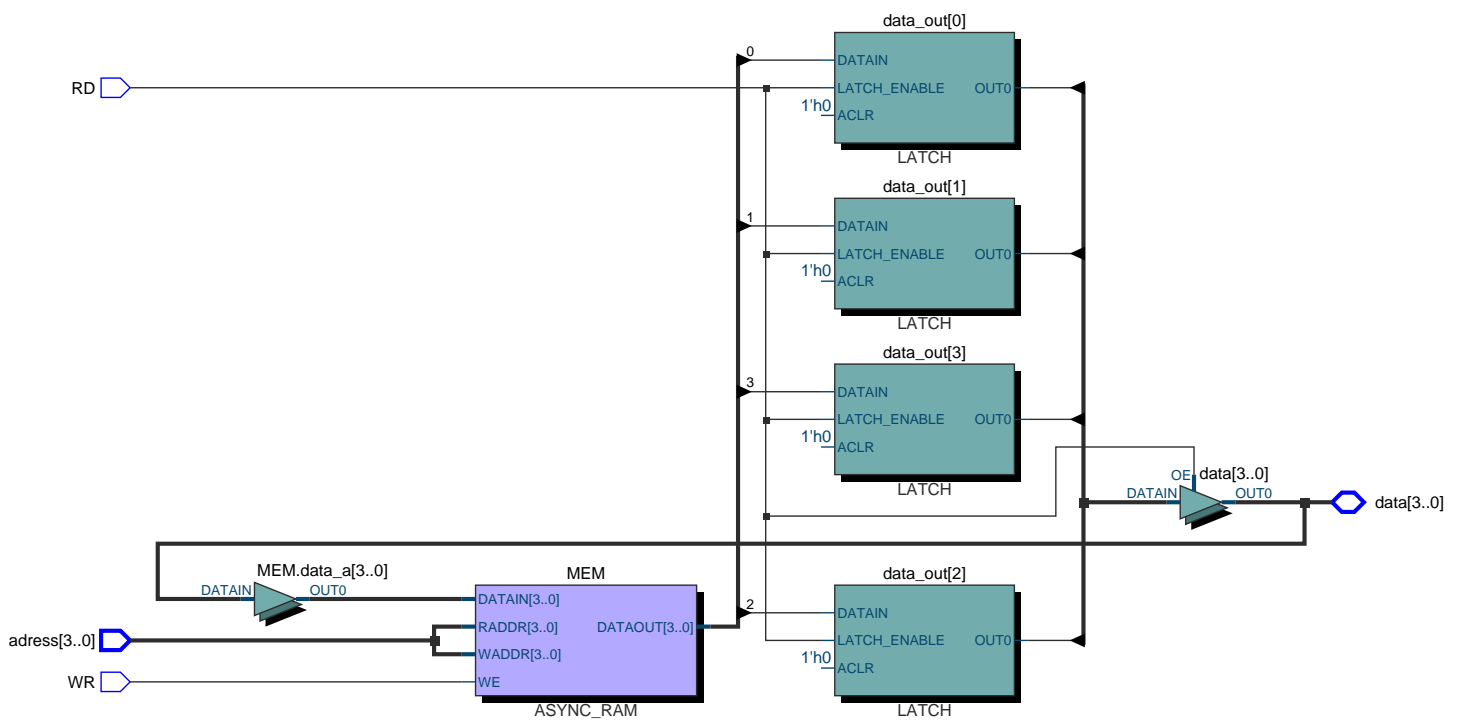 data_out[0]
0
DATAIN
RD
LATCH_ENABLE OUT0
1'h0
ACLR
LATCH
data_out[1]
1
DATAIN
LATCH_ENABLE OUT0
1'h0
ACLR
LATCH
data_out[3]
3
DATAIN
LATCH_ENABLE OUT0
1'h0
ACLR
OE data[3..0]
LATCH
DATAIN OUT0
data[3..0]
MEM.data_a[3..0]
MEM
data_out[2]
DATAIN OUT0
DATAIN[3..0]
2
DATAIN
RADDR[3..0] DATAOUT[3..0]
adress[3..0]
LATCH_ENABLE OUT0
WADDR[3..0]
1'h0
ACLR
WR
WE
ASYNC_RAM
LATCH